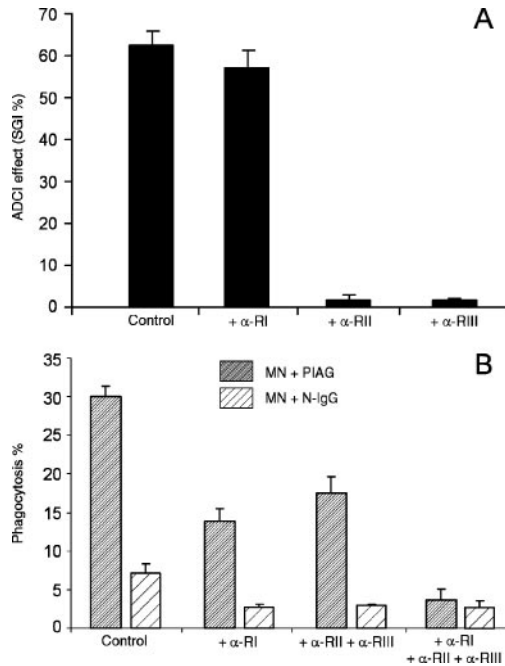 A
ADCI effect (SGI %)
70
60
50
40
30
20
10
0
Control
+ α-RI
+ α-RII
+ α-RIII
B
MN + PIAG
MN + N-IgG
Phagocytosis %
35
30
25
20
15
10
5
0
Control
+ α-RI
+ α-RII + α-RIII
+ α-RI
+ α-RII + α-RIII